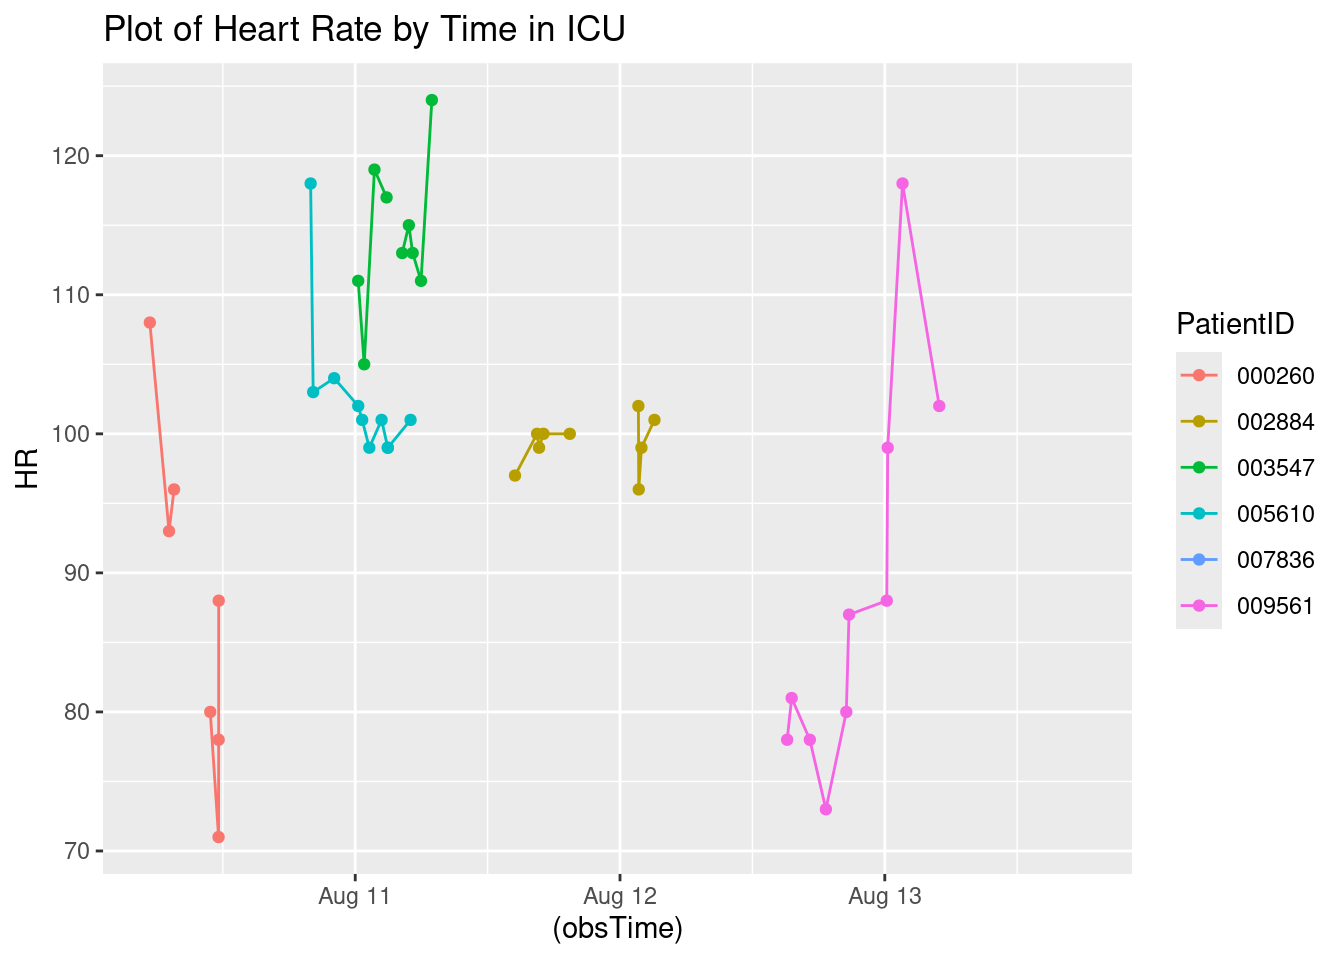 Plot of Heart Rate by Time in ICU
HR
120
110
100
90
80
70
Aug 11
Aug 12
Aug 13
(obsTime)
PatientID
000260
002884
003547
005610
007836
009561